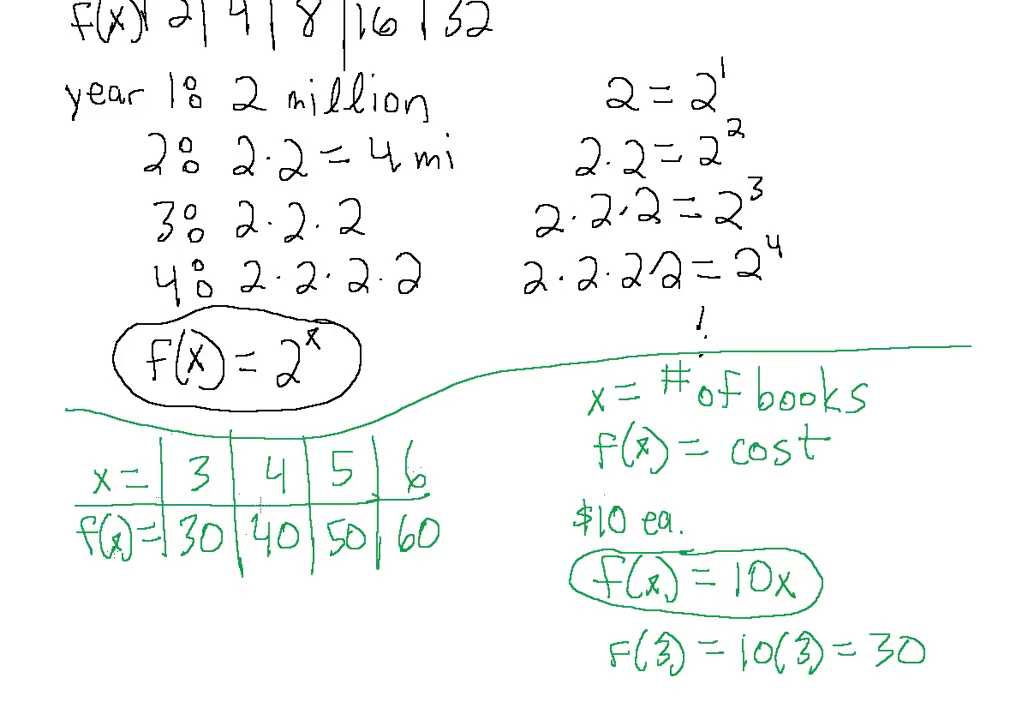 f(x) 2 | 4 | 8 | 16 | 32
year 1: 2 million
2: 2·2 = 4 mi
3: 2·2·2
4: 2·2·2·2
f(x) = 2^x
2 = 2^1
2·2 = 2^2
2·2·2 = 2^3
2·2·2·2 = 2^4
x = | 3 | 4 | 5 | 6
f(x) = | 30 | 40 | 50 | 60
x = # of books
f(x) = cost
$10 ea.
f(x) = 10x
f(3) = 10(3) = 30